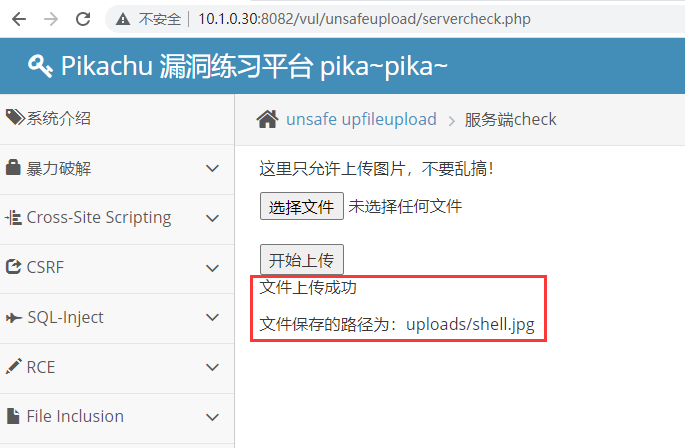 不安全 10.1.0.30:8082/vul/unsafeupload/servercheck.php
Pikachu 漏洞练习平台 pika~pika~
系统介绍
暴力破解
Cross-Site Scripting
CSRF
SQL-Inject
RCE
File Inclusion
unsafe upfileupload
服务端check
这里只允许上传图片，不要乱搞！
选择文件 未选择任何文件
开始上传
文件上传成功
文件保存的路径为：uploads/shell.jpg